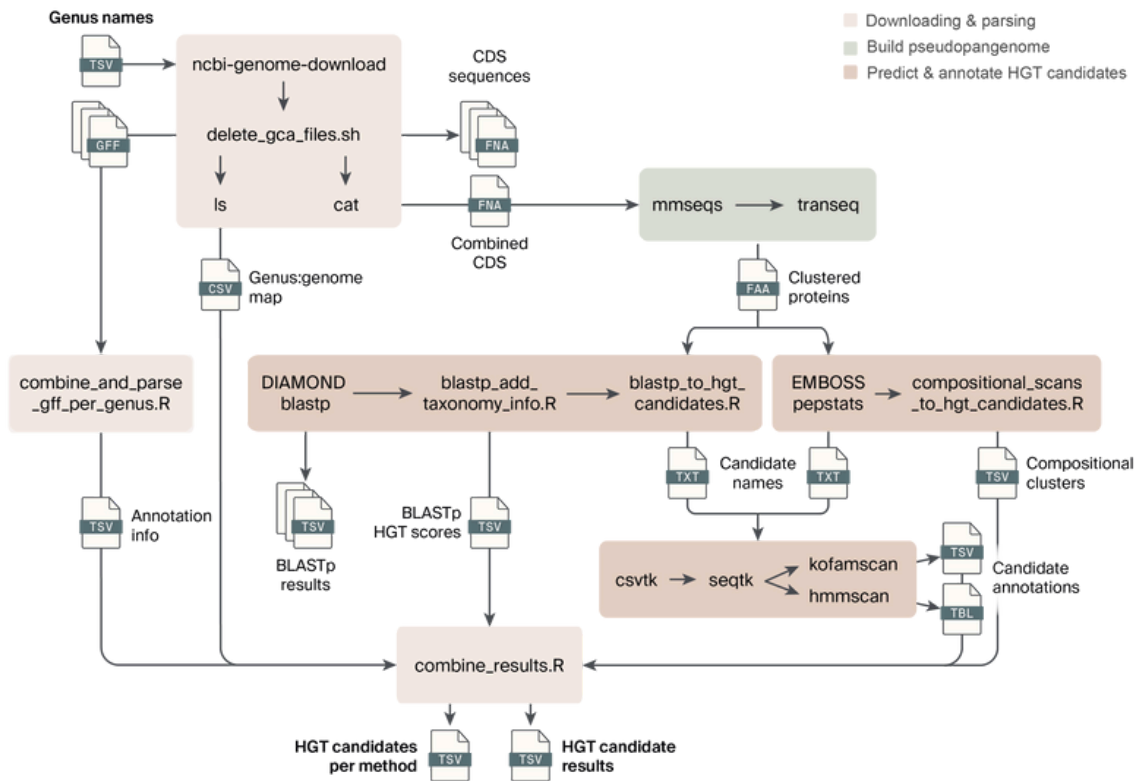 Genus names
TSV
ncbi-genome-download
delete_gca_files.sh
ls
cat
GFF
CDS
sequences
FNA
FNA
Combined
CDS
Downloading & parsing
Build pseudopangenome
Predict & annotate HGT candidates
mmseqs
transeq
CSV
Genus:genome
map
FAA
Clustered
proteins
combine_and_parse
_gff_per_genus.R
DIAMOND
blastp
blastp_add_
taxonomy_info.R
blastp_to_hgt_
candidates.R
EMBOSS
pepstats
compositional_scans
_to_hgt_candidates.R
TSV
Annotation
info
TSV
BLASTp
results
BLASTp
HGT scores
TSV
TXT
Candidate
names
TXT
TSV
Compositional
clusters
csvtk
seqtk
kofamscan
hmmscan
TSV
Candidate
annotations
TBL
combine_results.R
HGT candidates
per method
TSV
TSV
HGT candidate
results